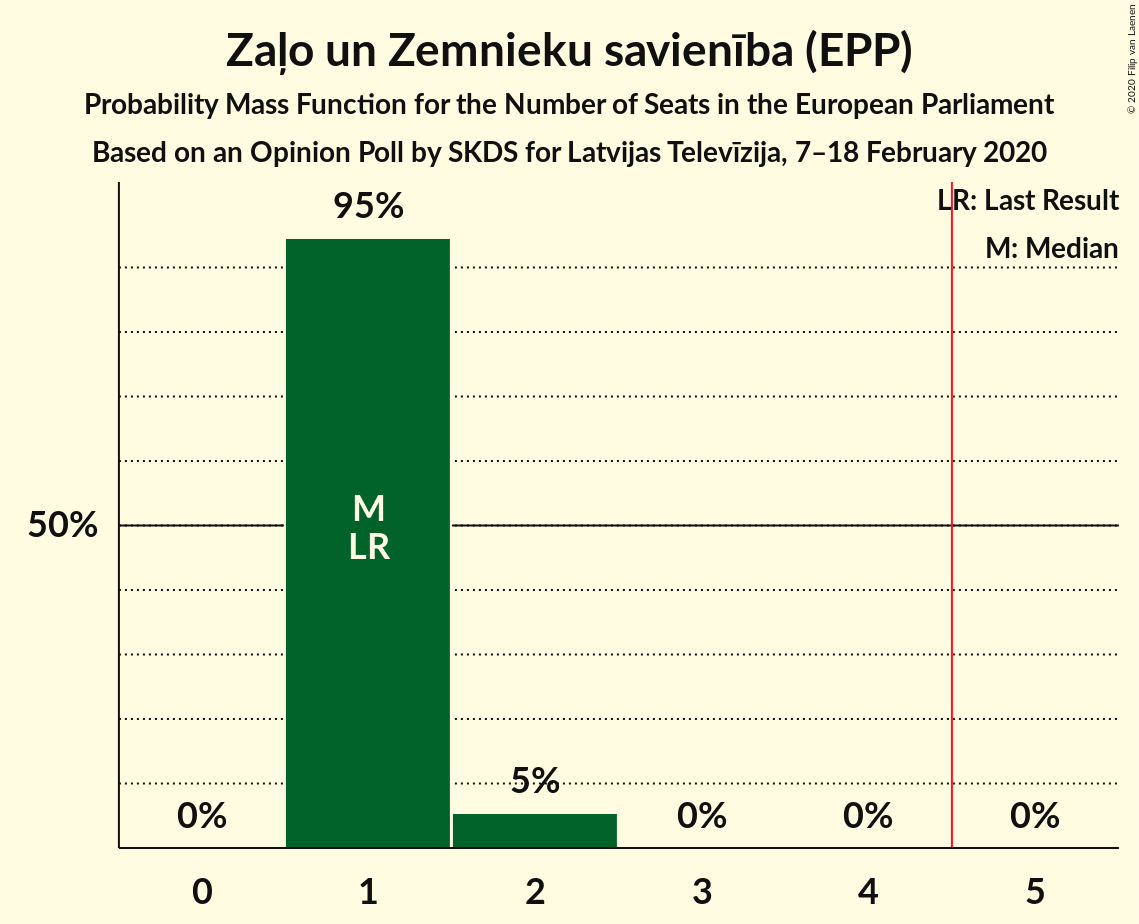 Zaļo un Zemnieku savienība (EPP)
Probability Mass Function for the Number of Seats in the European Parliament
Based on an Opinion Poll by SKDS for Latvijas Televīzija, 7–18 February 2020
© 2020 Filip van Laenen
LR: Last Result
M: Median
95%
50%
M
LR
5%
0%
0%
0%
0%
0
1
2
3
4
5